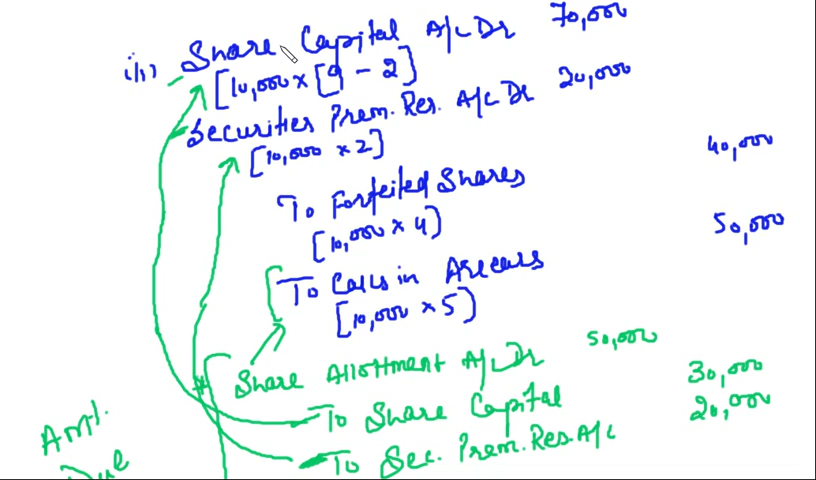 iii) Share Capital A/c Dr 70,000
[10,000 × [9 - 2]
Securities Prem. Res. A/c Dr 20,000
[10,000 × 2]
To Forfeited Shares 40,000
[10,000 × 4]
To Calls in Arrears 50,000
[10,000 × 5]
Share Allottment A/c Dr 50,000
To Share Capital 30,000
To Sec. Prem. Res. A/c 20,000
Amt.
Due